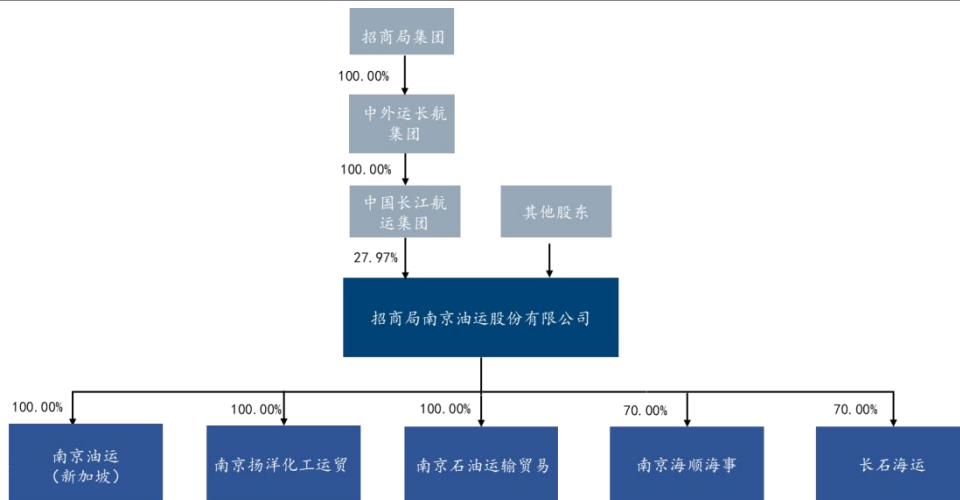 招商局集团
100.00%
中外运长航
集团
100.00%
中国长江航
运集团
其他股东
27.97%
招商局南京油运股份有限公司
100.00%
100.00%
100.00%
70.00%
70.00%
南京油运
（新加坡）
南京扬洋化工运贸
南京石油运输贸易
南京海顺海事
长石海运